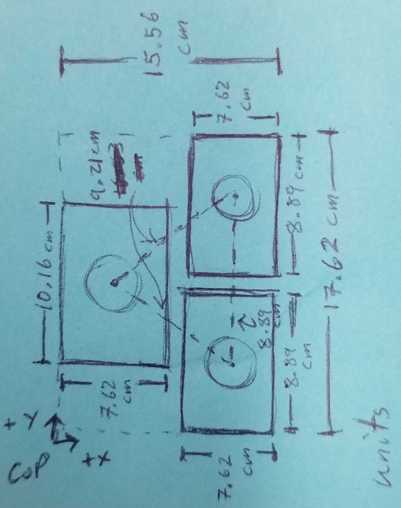 15.56
cm
7.62
cm
9.21 cm
10.16 cm
8.89 cm
17.62 cm
8.89
cm
8.89
cm
7.62
cm
+Y
COP
+X
7.62
cm
units